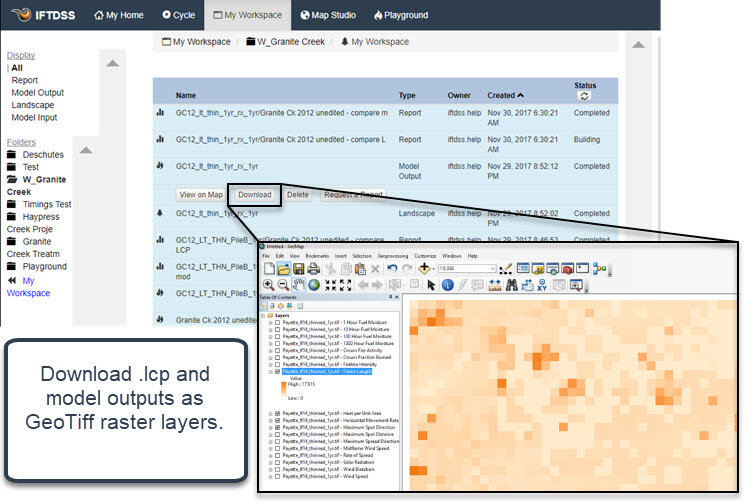 IFTDSS
My Home
Cycle
My Workspace
Map Studio
Playground
My Workspace / W_Granite Creek / My Workspace
Display
| All
Report
Model Output
Landscape
Model Input
Folders
Deschutes
Test
W_Granite
Creek
Timings Test
Haypress
Creek Proje
Granite
Creek Treatm
Playground
My
Workspace
Name Type Owner Created Status
GC12_lt_thin_1yr_rx_1yr/Granite Ck 2012 unedited - compare m Report iftdss.help Nov 30, 2017 6:30:21 AM Completed
GC12_lt_thin_1yr_rx_1yr/Granite Ck 2012 unedited - compare L Report iftdss.help Nov 30, 2017 6:30:21 AM Building
GC12_lt_thin_1yr_rx_1yr Model Output iftdss.help Nov 29, 2017 8:52:12 PM Completed
View on Map Download Delete Request a Report
GC12_lt_thin_1yr_rx_1yr Landscape iftdss.help Nov 29, 2017 8:52:02 PM Completed
GC12_LT_THN_PileB_1yr/Granite Ck 2012 unedited - compare
LCP
Report iftdss.help Nov 29, 2017 8:46:53 Completed
GC12_LT_THN_PileB_1
mod
GC12_LT_THN_PileB_1
GC12_LT_THN_PileB_1
Granite Ck 2012 unedited
Untitled - ArcMap
File Edit View Bookmarks Insert Selection Geoprocessing Customize Windows Help
Table Of Contents
Layers
Payette_ff14_thinned_1yr.tif - 1 Hour Fuel Moisture
Payette_ff14_thinned_1yr.tif - 10 Hour Fuel Moisture
Payette_ff14_thinned_1yr.tif - 100 Hour Fuel Moisture
Payette_ff14_thinned_1yr.tif - 1000 Hour Fuel Moisture
Payette_ff14_thinned_1yr.tif - Crown Fire Activity
Payette_ff14_thinned_1yr.tif - Crown Fraction Burned
Payette_ff14_thinned_1yr.tif - Fireline Intensity
Payette_ff14_thinned_1yr.tif - Flame Length
Value
High : 17.915
Low : 0
Payette_ff14_thinned_1yr.tif - Heat per Unit Area
Payette_ff14_thinned_1yr.tif - Horizontal Movement Rate
Payette_ff14_thinned_1yr.tif - Maximum Spot Direction
Payette_ff14_thinned_1yr.tif - Maximum Spot Distance
Payette_ff14_thinned_1yr.tif - Maximum Spread Direction
Payette_ff14_thinned_1yr.tif - Midflame Wind Speed
Payette_ff14_thinned_1yr.tif - Rate of Spread
Payette_ff14_thinned_1yr.tif - Solar Radiation
Payette_ff14_thinned_1yr.tif - Wind Direction
Payette_ff14_thinned_1yr.tif - Wind Speed
Download .lcp and
model outputs as
GeoTiff raster layers.